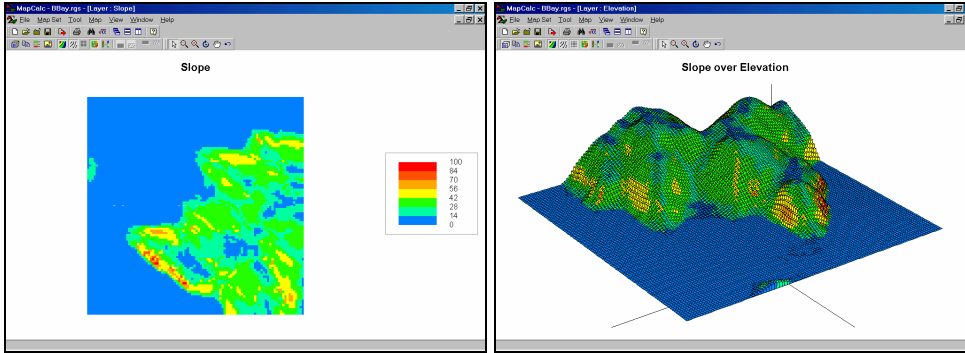 MapCalc - BBay.rgs - [Layer : Slope]
File Map Set Tool Map View Window Help
Slope
100
84
70
56
42
28
14
0
MapCalc - BBay.rgs - [Layer : Elevation]
File Map Set Tool Map View Window Help
Slope over Elevation